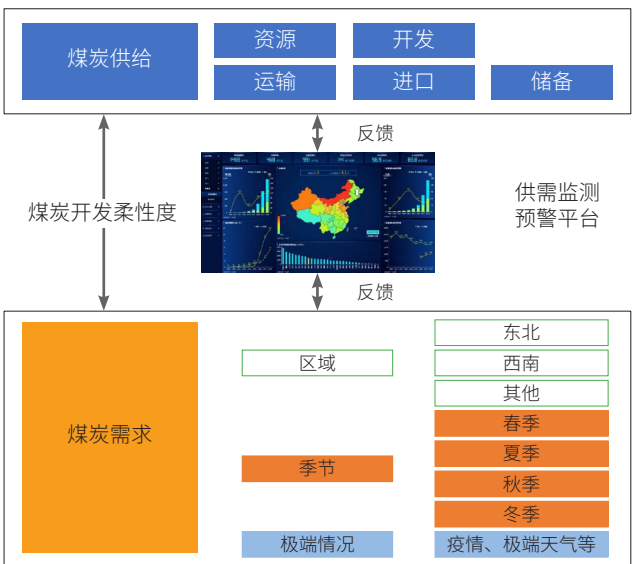 煤炭供给
资源
开发
运输
进口
储备
反馈
煤炭开发柔性度
供需监测
预警平台
反馈
煤炭需求
区域
东北
西南
其他
季节
春季
夏季
秋季
冬季
极端情况
疫情、极端天气等